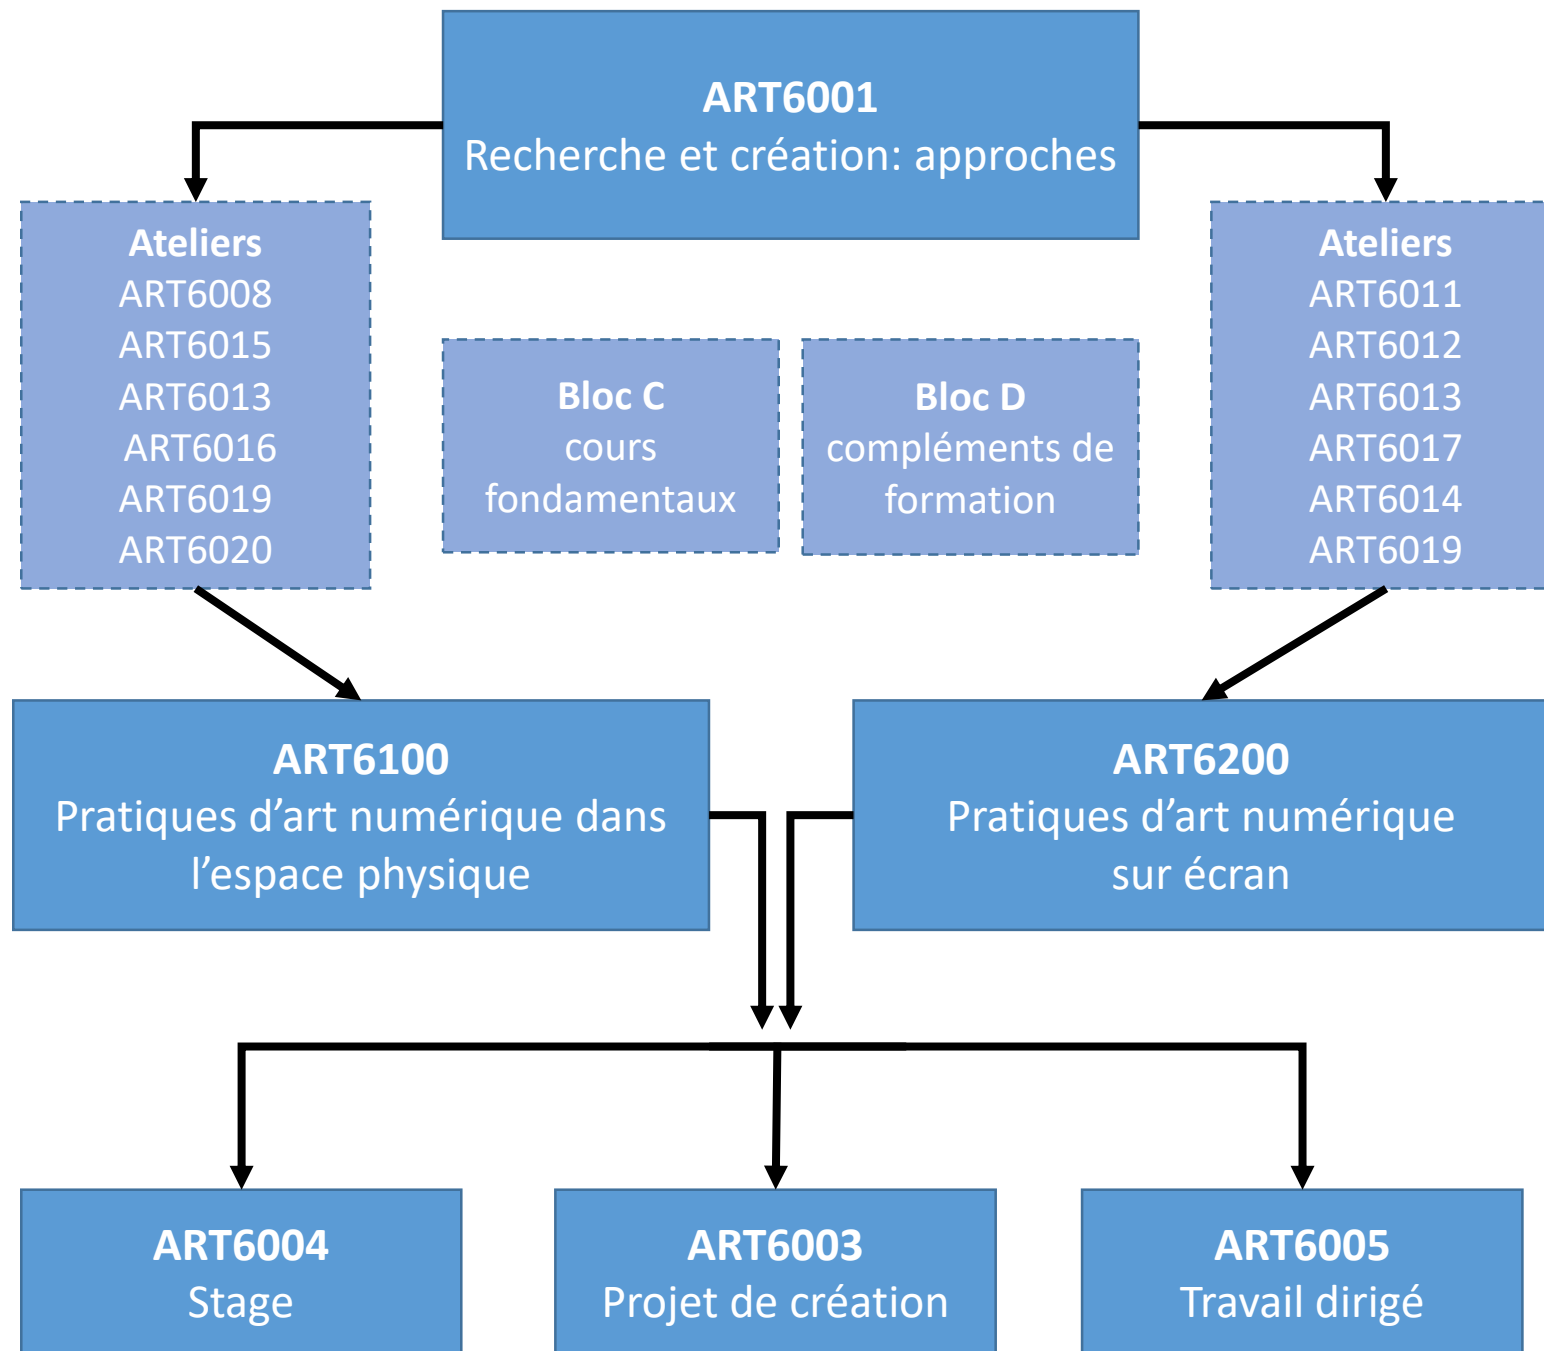 ART6001
Recherche et création: approches
Ateliers
ART6008
ART6015
ART6013
ART6016
ART6019
ART6020
Bloc C
cours
fondamentaux
Bloc D
compléments de
formation
Ateliers
ART6011
ART6012
ART6013
ART6017
ART6014
ART6019
ART6100
Pratiques d’art numérique dans
l’espace physique
ART6200
Pratiques d’art numérique
sur écran
ART6004
Stage
ART6003
Projet de création
ART6005
Travail dirigé